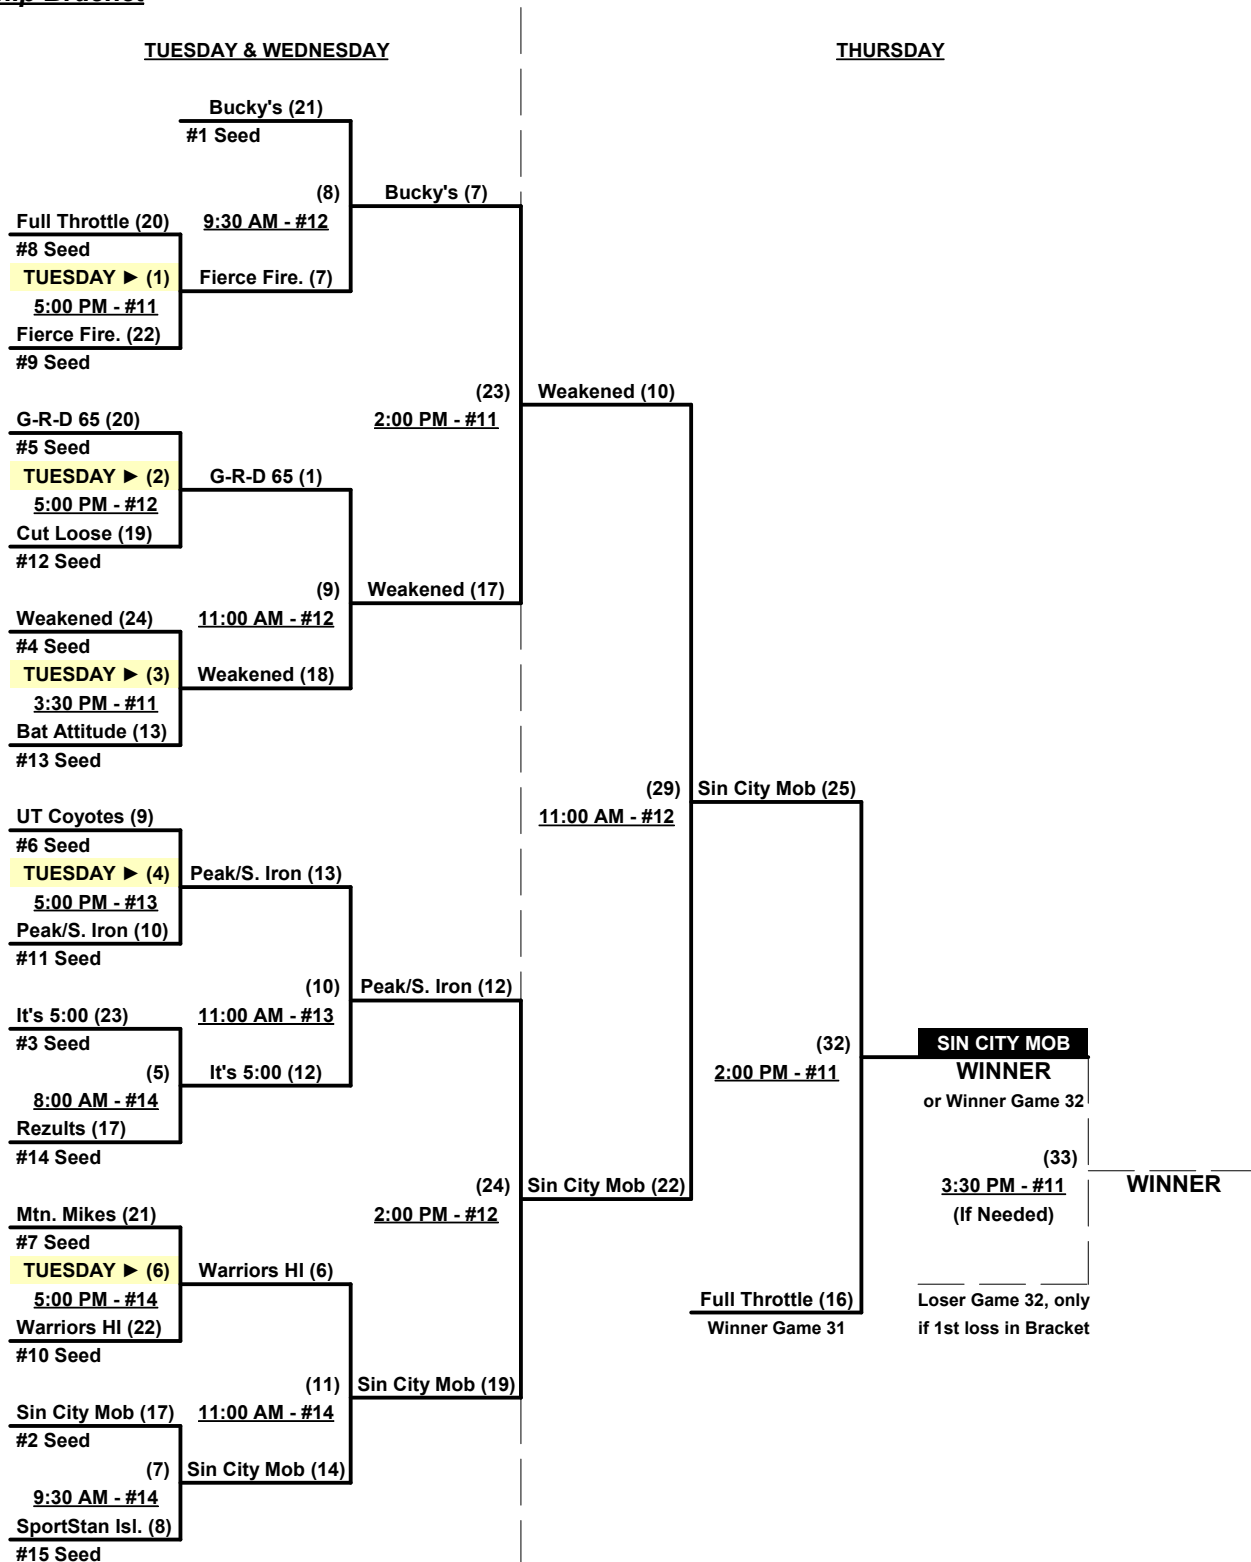 TUESDAY & WEDNESDAY
THURSDAY
Bucky's (21)
#1 Seed
(8)
9:30 AM - #12
Bucky's (7)
Full Throttle (20)
#8 Seed
TUESDAY ► (1)
5:00 PM - #11
Fierce Fire. (7)
Fierce Fire. (22)
#9 Seed
(23)
2:00 PM - #11
Weakened (10)
G-R-D 65 (20)
#5 Seed
TUESDAY ► (2)
5:00 PM - #12
G-R-D 65 (1)
Cut Loose (19)
#12 Seed
(9)
11:00 AM - #12
Weakened (17)
Weakened (24)
#4 Seed
TUESDAY ► (3)
3:30 PM - #11
Weakened (18)
Bat Attitude (13)
#13 Seed
(29)
11:00 AM - #12
Sin City Mob (25)
UT Coyotes (9)
#6 Seed
TUESDAY ► (4)
5:00 PM - #13
Peak/S. Iron (13)
Peak/S. Iron (10)
#11 Seed
(10)
11:00 AM - #13
Peak/S. Iron (12)
It's 5:00 (23)
#3 Seed
(5)
8:00 AM - #14
It's 5:00 (12)
Rezults (17)
#14 Seed
(32)
2:00 PM - #11
SIN CITY MOB
WINNER
or Winner Game 32
(33)
3:30 PM - #11
(If Needed)
WINNER
(24)
2:00 PM - #12
Sin City Mob (22)
Mtn. Mikes (21)
#7 Seed
TUESDAY ► (6)
5:00 PM - #14
Warriors HI (6)
Warriors HI (22)
#10 Seed
Full Throttle (16)
Winner Game 31
Loser Game 32, only
if 1st loss in Bracket
(11)
11:00 AM - #14
Sin City Mob (19)
Sin City Mob (17)
#2 Seed
(7)
9:30 AM - #14
Sin City Mob (14)
SportStan Isl. (8)
#15 Seed